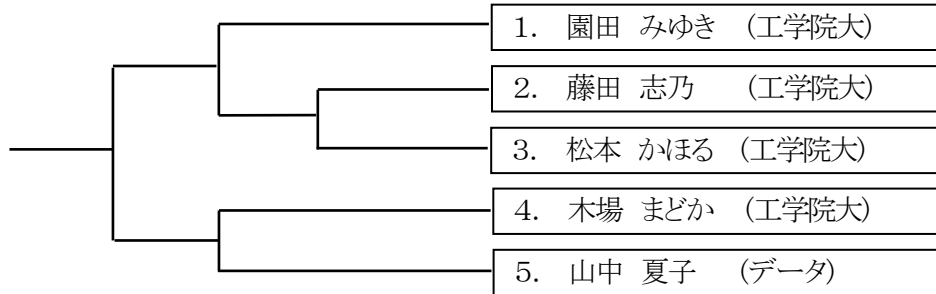 1.　園田　みゆき　(工学院大)
2.　藤田　志乃　(工学院大)
3.　松本　かほる　(工学院大)
4.　木場　まどか　(工学院大)
5.　山中　夏子　(データ)